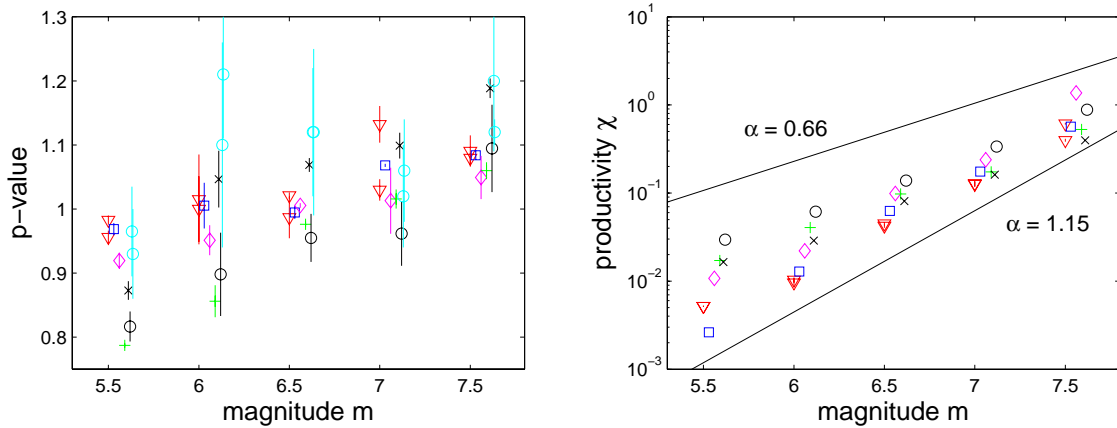 1.3
1.2
1.1
1
0.9
0.8
p−value
5.5 6 6.5 7 7.5
magnitude m
10^1
10^0
10^−1
10^−2
10^−3
productivity χ
α = 0.66
α = 1.15
5.5 6 6.5 7 7.5
magnitude m